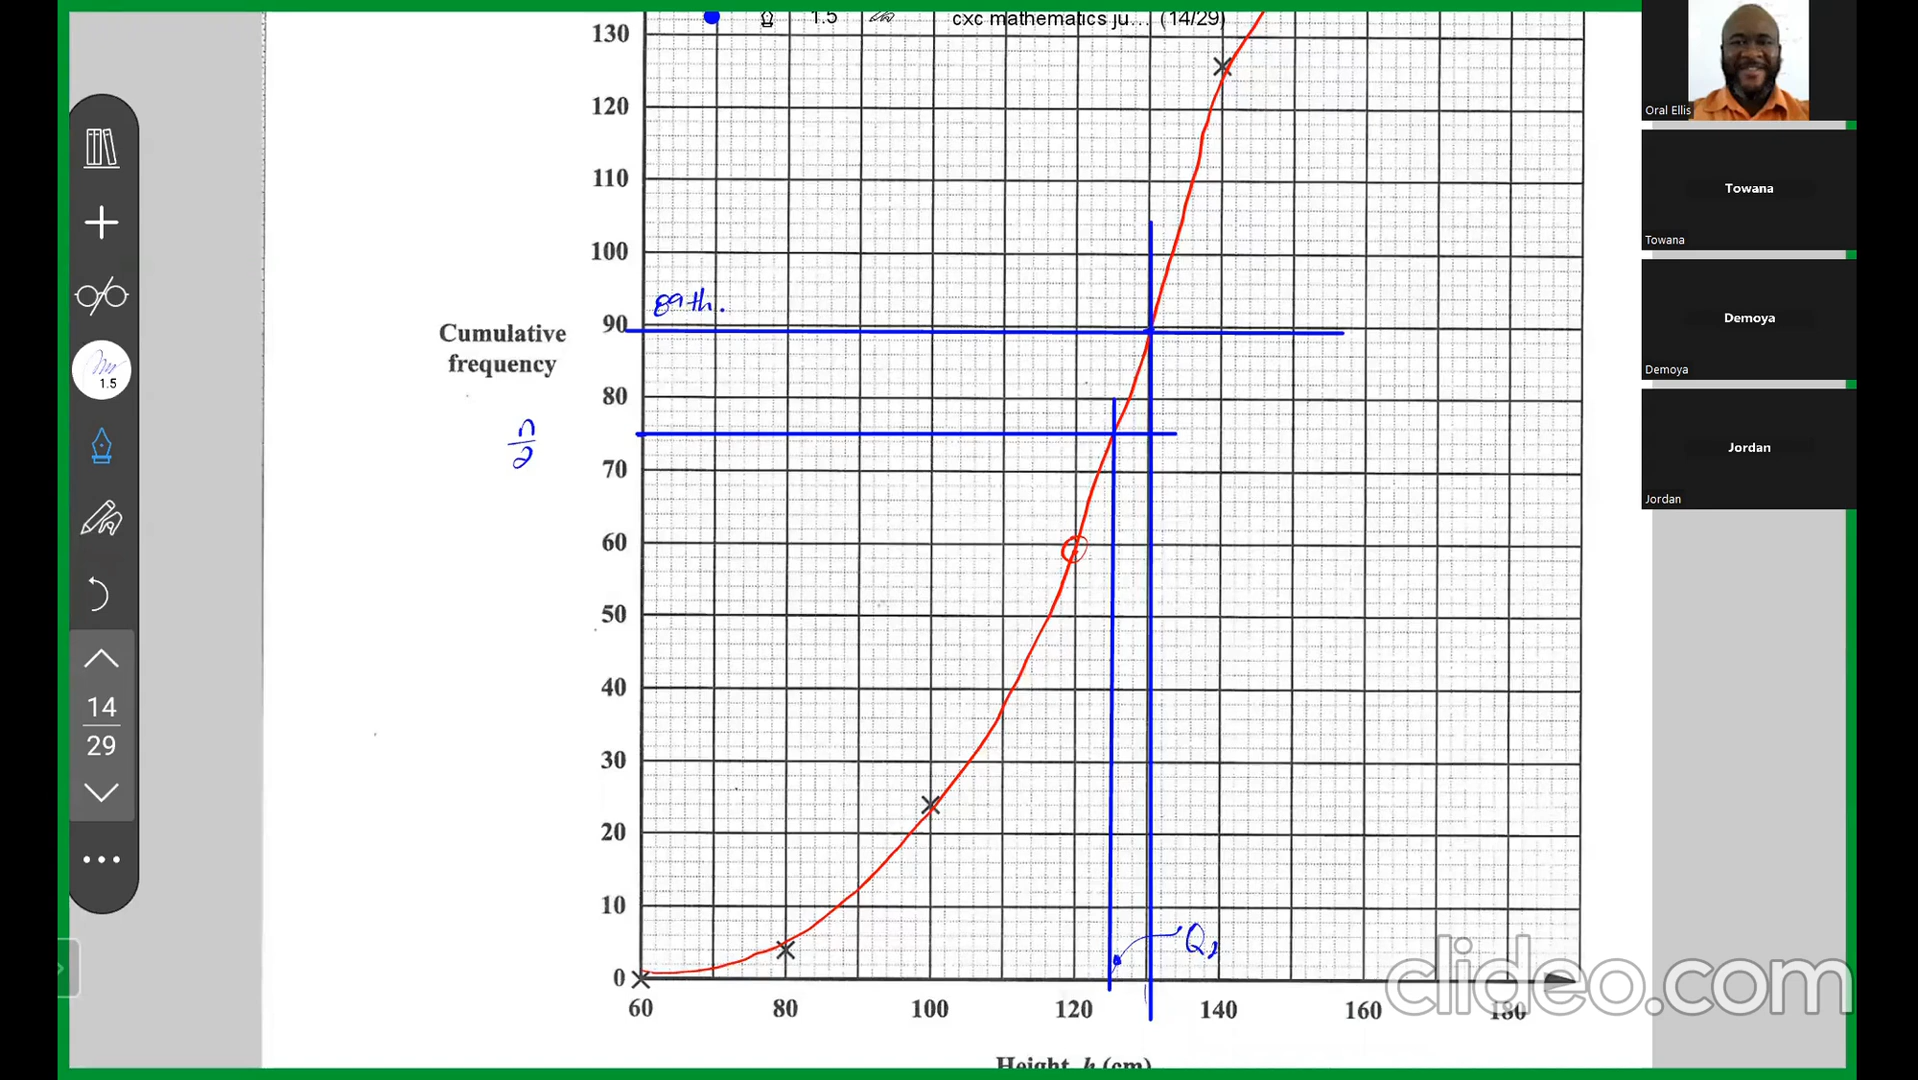 1.5 cxc mathematics ju... (14/29)
130
120
110
100
89th.
90
Cumulative
frequency
80
n
2
70
60
50
40
30
20
10
0
60 80 100 120 140 160 180
Height, h (cm)
1.5
14
29
Oral Ellis
Towana
Towana
Demoya
Demoya
Jordan
Jordan
clideo.com